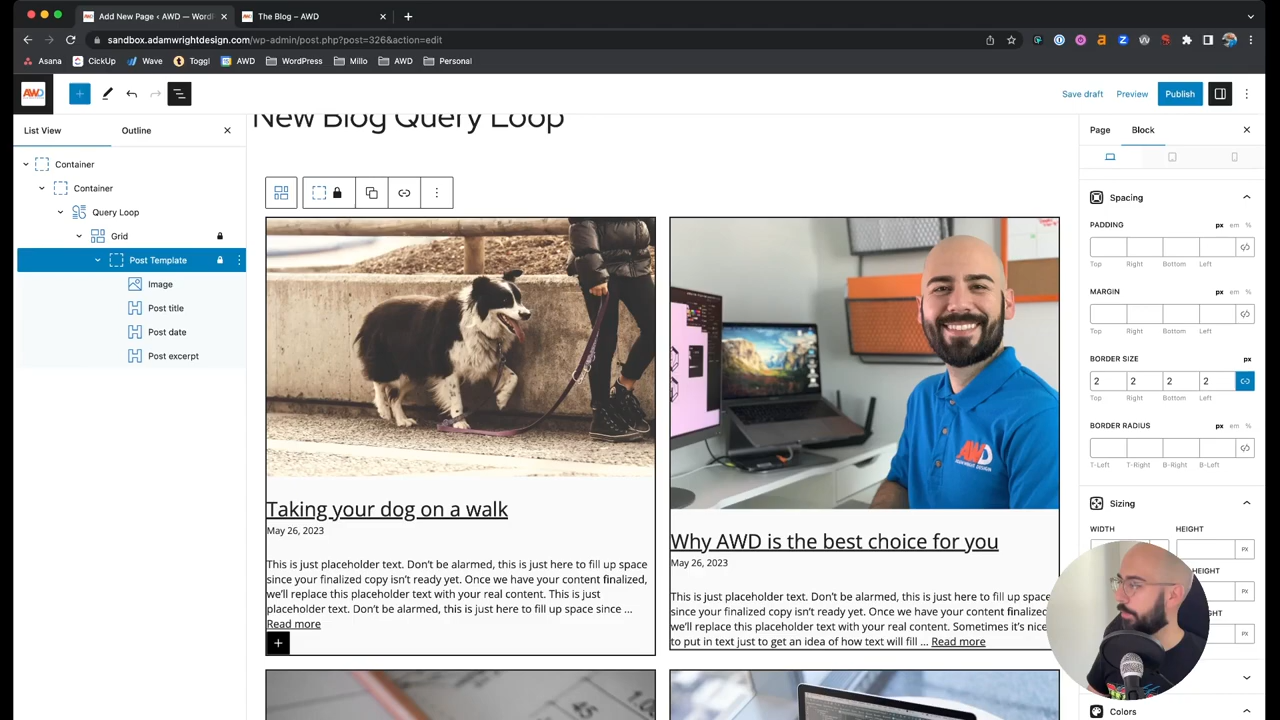 Add New Page ‹ AWD — WordP
The Blog – AWD
sandbox.adamwrightdesign.com/wp-admin/post.php?post=326&action=edit
Asana
ClickUp
Wave
Toggl
AWD
WordPress
Millo
AWD
Personal
AWD
Save draft
Preview
Publish
List View
Outline
Container
Container
Query Loop
Grid
Post Template
Image
Post title
Post date
Post excerpt
New Blog Query Loop
Taking your dog on a walk
May 26, 2023
This is just placeholder text. Don't be alarmed, this is just here to fill up space
since your finalized copy isn't ready yet. Once we have your content finalized,
we'll replace this placeholder text with your real content. This is just
placeholder text. Don't be alarmed, this is just here to fill up space since ...
Read more
AWD
Why AWD is the best choice for you
May 26, 2023
This is just placeholder text. Don't be alarmed, this is just here to fill up space
since your finalized copy isn't ready yet. Once we have your content finalized
we'll replace this placeholder text with your real content. Sometimes it's nice
to put in text just to get an idea of how text will fill ... Read more
Page
Block
Spacing
PADDING
px em %
Top Right Bottom Left
MARGIN
px em %
Top Right Bottom Left
BORDER SIZE
px
2 2 2 2
Top Right Bottom Left
BORDER RADIUS
px em %
T-Left T-Right B-Right B-Left
Sizing
WIDTH
HEIGHT
PX
HEIGHT
PX
PX
Colors